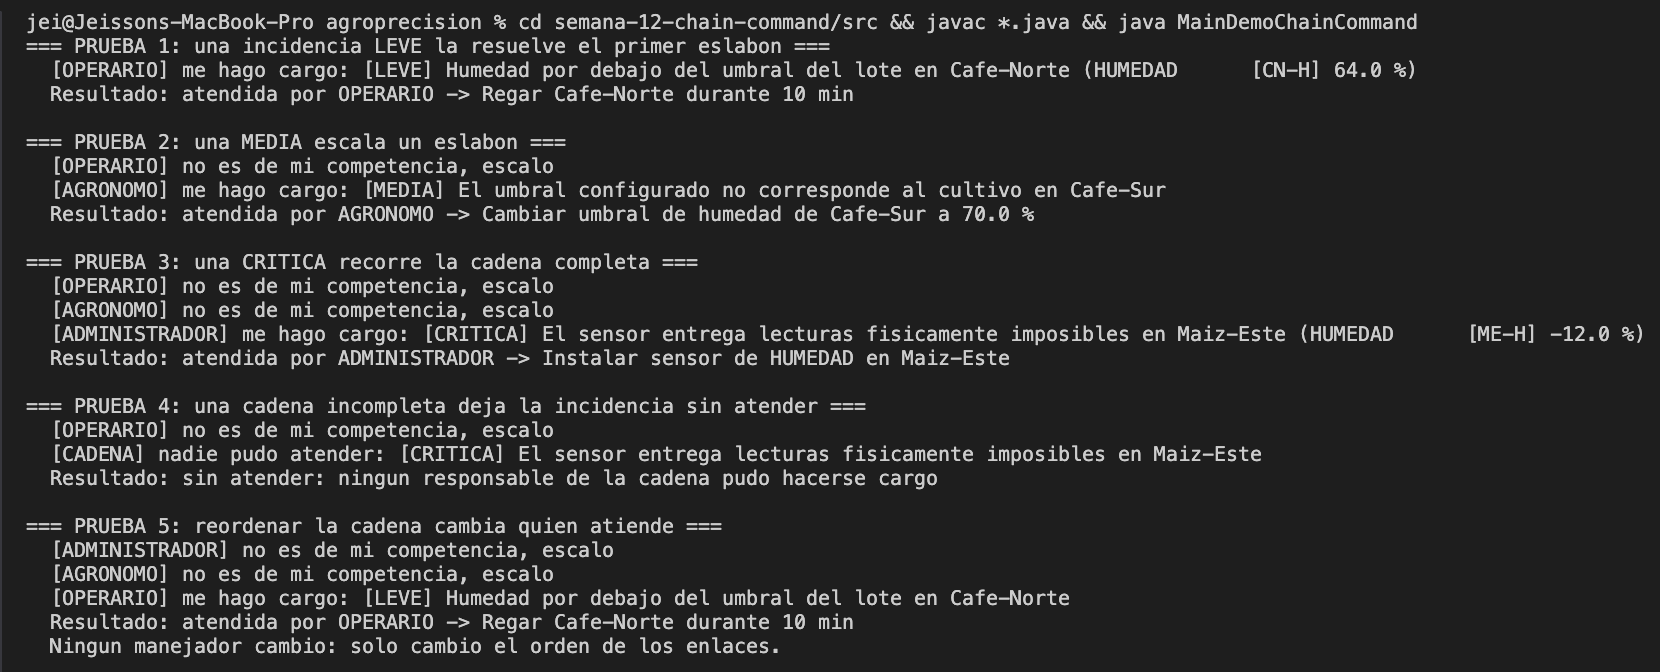 jei@Jeissons-MacBook-Pro agroprecision % cd semana-12-chain-command/src && javac *.java && java MainDemoChainCommand
=== PRUEBA 1: una incidencia LEVE la resuelve el primer eslabon ===
[OPERARIO] me hago cargo: [LEVE] Humedad por debajo del umbral del lote en Cafe-Norte (HUMEDAD      [CN-H] 64.0 %)
Resultado: atendida por OPERARIO -> Regar Cafe-Norte durante 10 min
=== PRUEBA 2: una MEDIA escala un eslabon ===
[OPERARIO] no es de mi competencia, escalo
[AGRONOMO] me hago cargo: [MEDIA] El umbral configurado no corresponde al cultivo en Cafe-Sur
Resultado: atendida por AGRONOMO -> Cambiar umbral de humedad de Cafe-Sur a 70.0 %
=== PRUEBA 3: una CRITICA recorre la cadena completa ===
[OPERARIO] no es de mi competencia, escalo
[AGRONOMO] no es de mi competencia, escalo
[ADMINISTRADOR] me hago cargo: [CRITICA] El sensor entrega lecturas fisicamente imposibles en Maiz-Este (HUMEDAD      [ME-H] -12.0 %)
Resultado: atendida por ADMINISTRADOR -> Instalar sensor de HUMEDAD en Maiz-Este
=== PRUEBA 4: una cadena incompleta deja la incidencia sin atender ===
[OPERARIO] no es de mi competencia, escalo
[CADENA] nadie pudo atender: [CRITICA] El sensor entrega lecturas fisicamente imposibles en Maiz-Este
Resultado: sin atender: ningun responsable de la cadena pudo hacerse cargo
=== PRUEBA 5: reordenar la cadena cambia quien atiende ===
[ADMINISTRADOR] no es de mi competencia, escalo
[AGRONOMO] no es de mi competencia, escalo
[OPERARIO] me hago cargo: [LEVE] Humedad por debajo del umbral del lote en Cafe-Norte
Resultado: atendida por OPERARIO -> Regar Cafe-Norte durante 10 min
Ningun manejador cambio: solo cambio el orden de los enlaces.